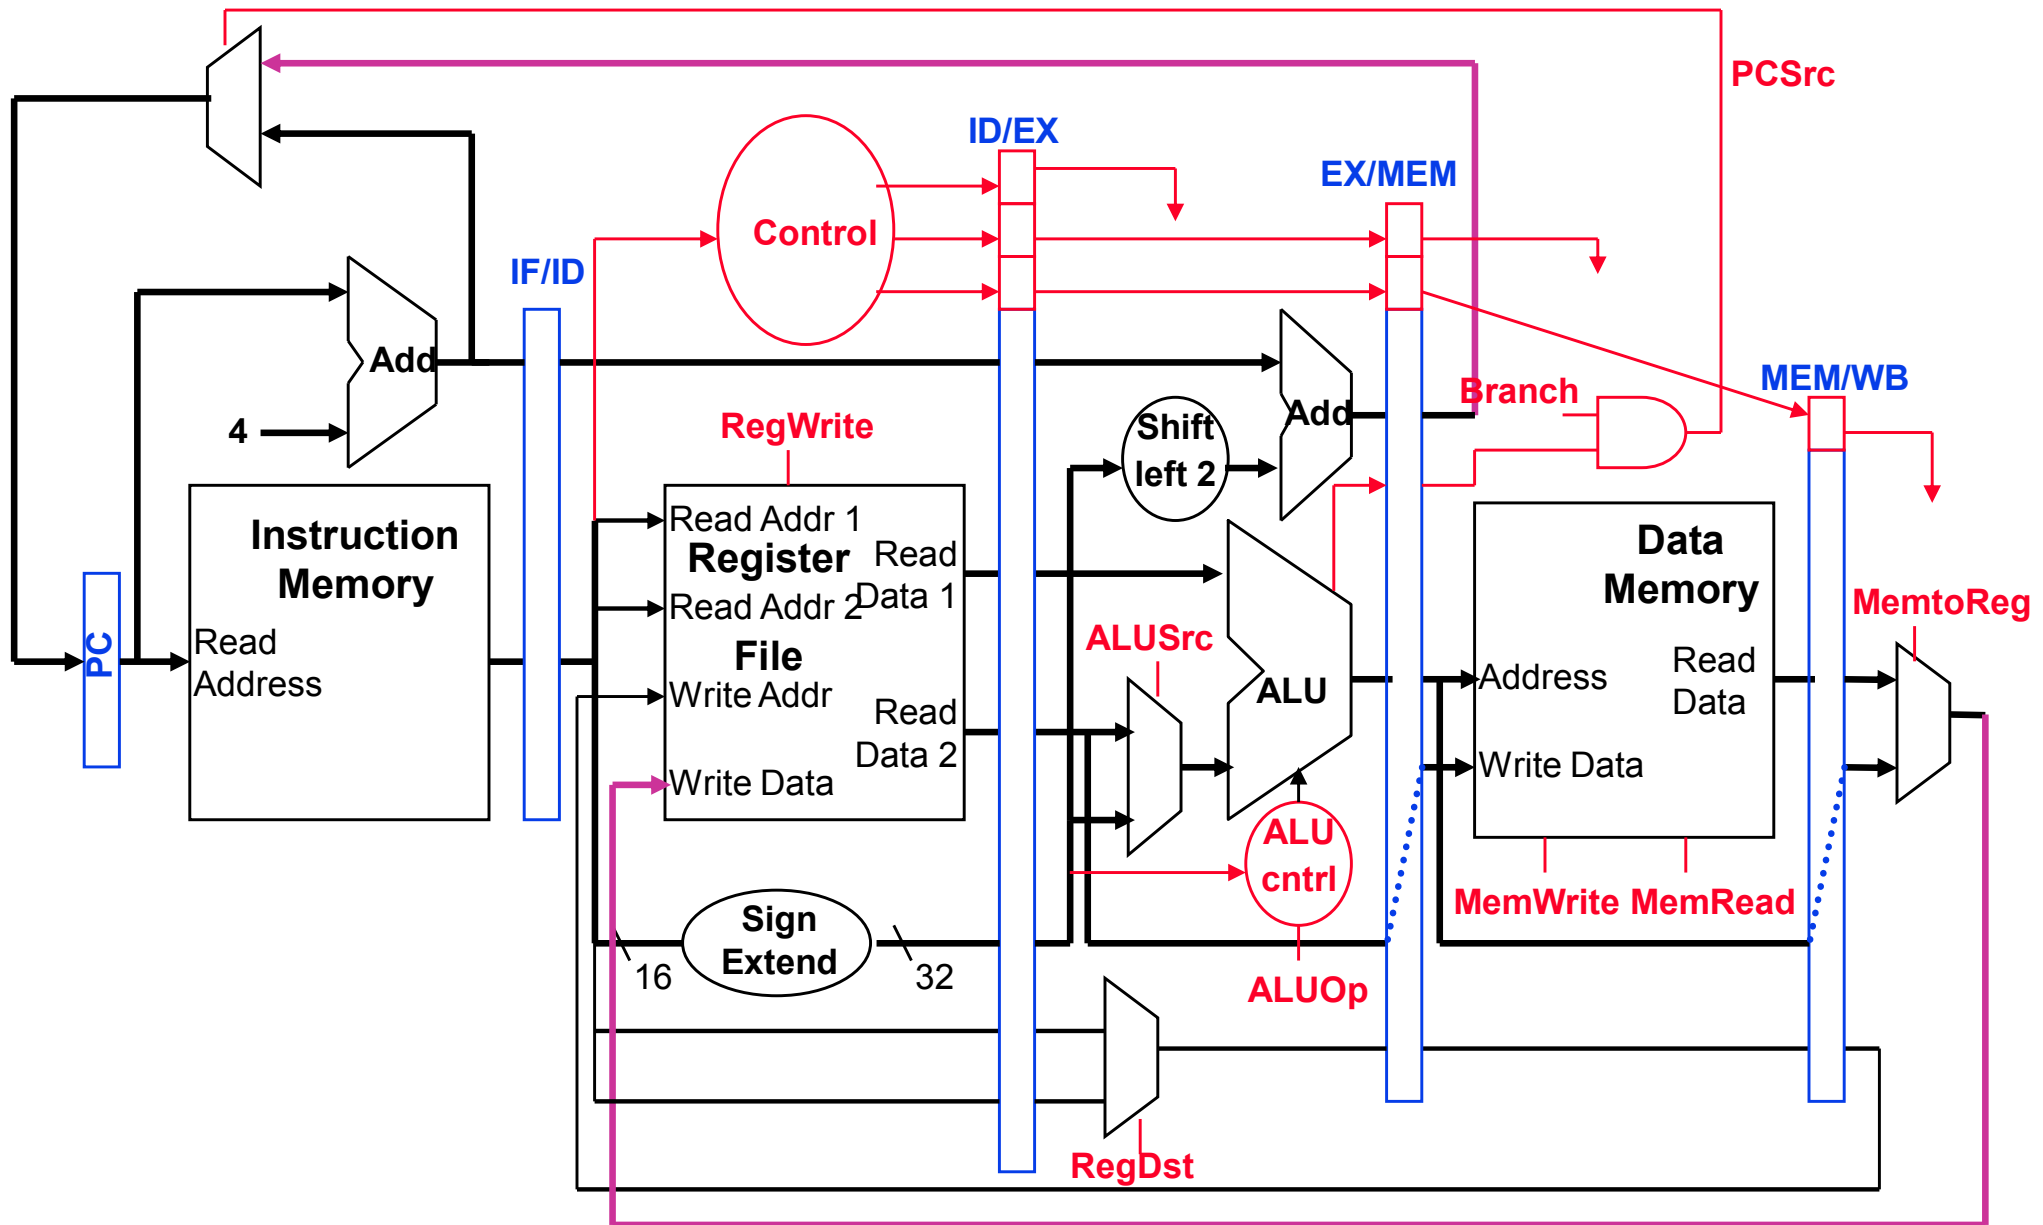 PCSrc
ID/EX
EX/MEM
Control
IF/ID
Add
4
RegWrite
Shift
left 2
Add
Branch
MEM/WB
Instruction
Memory
Read
Address
PC
Read Addr 1
Register
Read
Data 1
Read Addr 2
File
Write Addr
Read
Data 2
Write Data
ALUSrc
ALU
ALU
cntrl
ALUOp
Data
Memory
Address
Read
Data
Write Data
MemtoReg
MemWrite
MemRead
Sign
Extend
16
32
RegDst